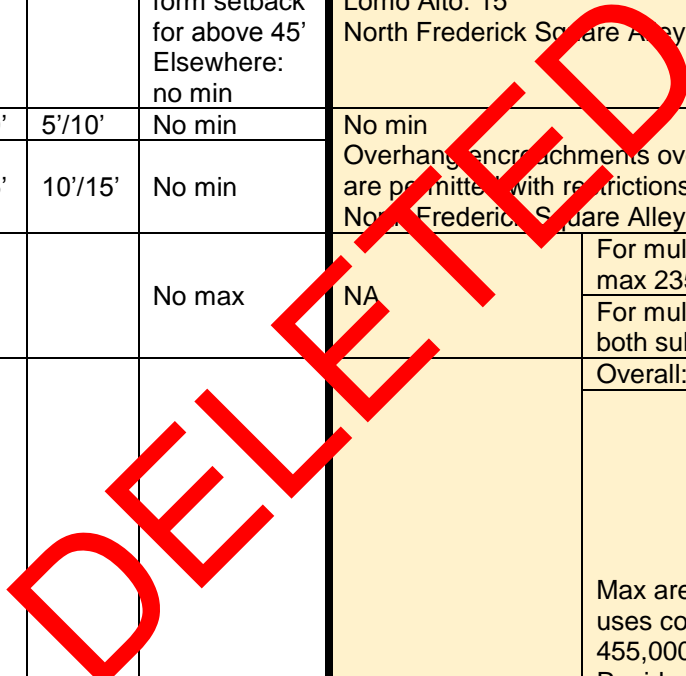 form setback
for above 45’
Elsewhere:
no min
Lomo Alto: 15’
North Frederick Square Alley
’ 5’/10’ No min
No min
’ 10’/15’ No min
Overhang encroachments ov
are permitted with restrictions
North Frederick Square Alley
No max
NA
For mul
max 235
For mul
both sul
Overall:
Max are
uses co
455,000
DELETED